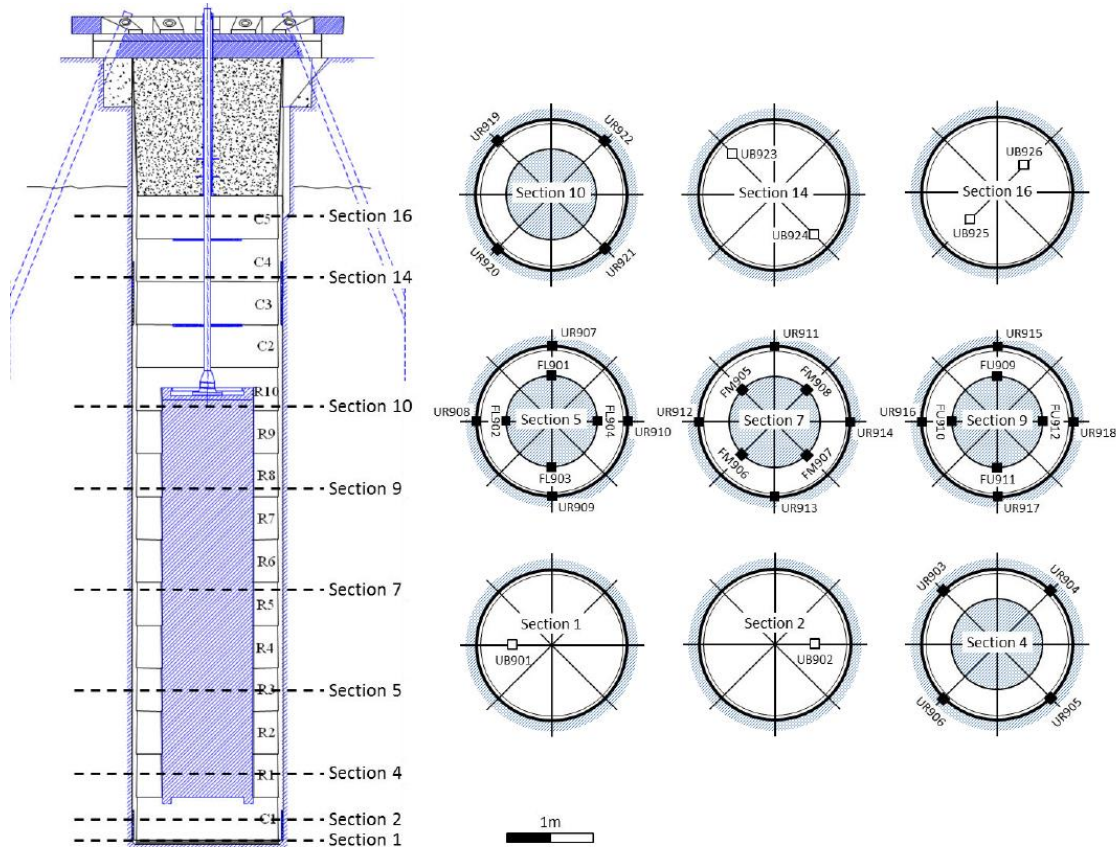 C5
Section 16
C4
Section 14
C3
C2
R10
Section 10
R9
R8
Section 9
R7
R6
Section 7
R5
R4
R3
Section 5
R2
R1
Section 4
C1
Section 2
Section 1
UR919
UR922
Section 10
UR920
UR921
UB923
Section 14
UB924
UB926
Section 16
UB925
UR907
FL901
UR908
FL902
Section 5
FL904
UR910
FL903
UR909
UR911
FM905
FM908
UR912
Section 7
UR914
FM906
FM907
UR913
UR915
FU909
UR916
FU910
Section 9
FU912
UR918
FU911
UR917
Section 1
UB901
Section 2
UB902
UR903
UR904
Section 4
UR906
UR905
1m